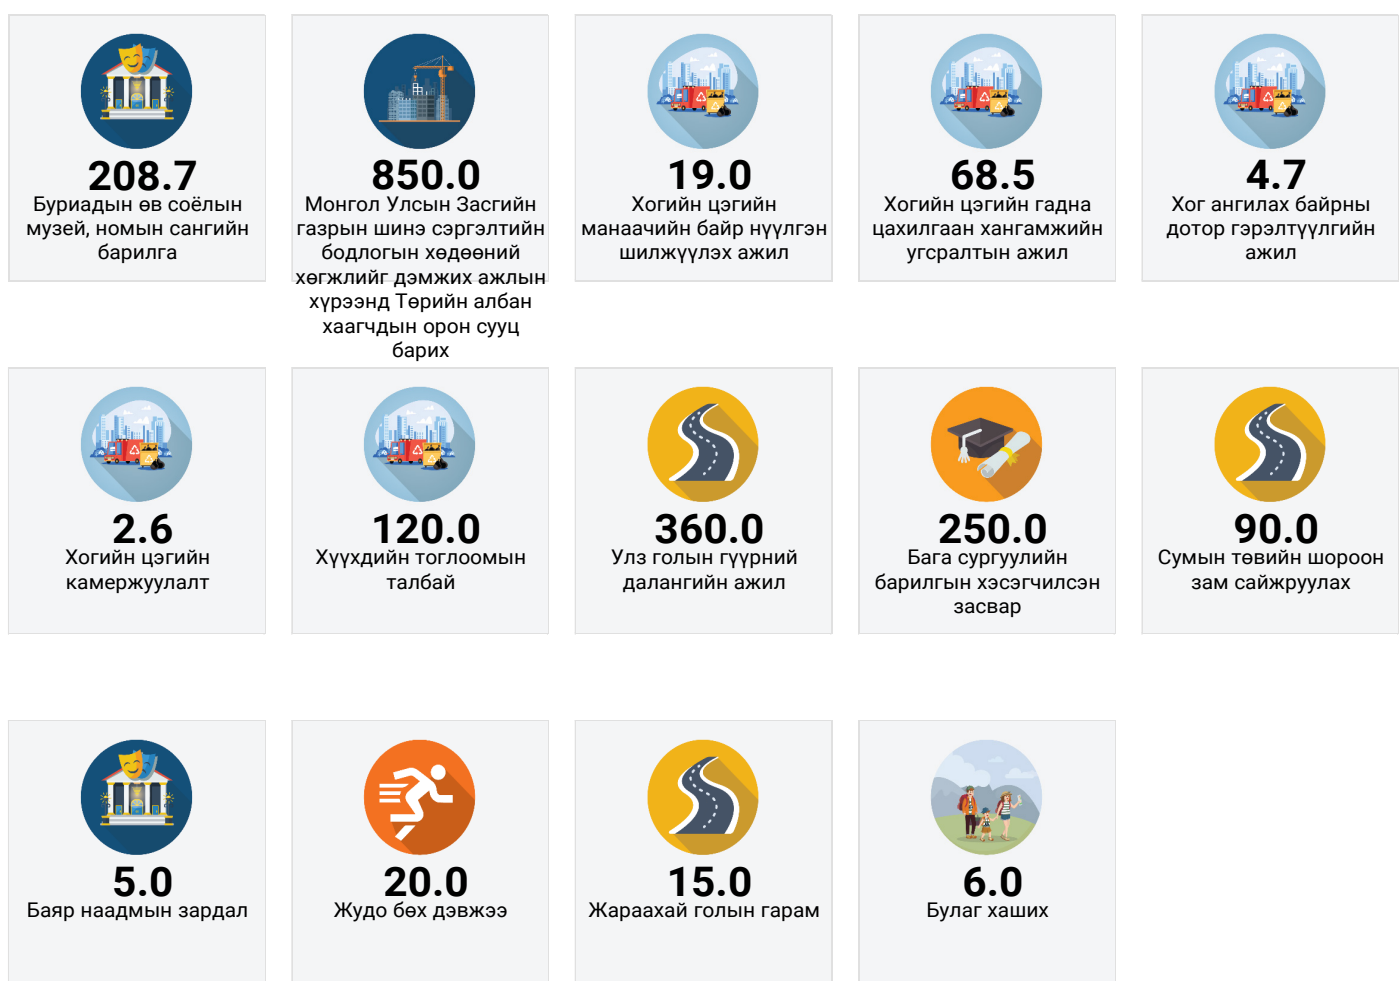 208.7
Буриадын өв соёлын
музей, номын сангийн
барилга
850.0
Монгол Улсын Засгийн
газрын шинэ сэргэлтийн
бодлогын хөдөөний
хөгжлийг дэмжих ажлын
хүрээнд Төрийн албан
хаагчдын орон сууц
барих
19.0
Хогийн цэгийн
манаачийн байр нүүлгэн
шилжүүлэх ажил
68.5
Хогийн цэгийн гадна
цахилгаан хангамжийн
угсралтын ажил
4.7
Хог ангилах байрны
дотор гэрэлтүүлгийн
ажил
2.6
Хогийн цэгийн
камержуулалт
120.0
Хүүхдийн тоглоомын
талбай
360.0
Улз голын гүүрний
далангийн ажил
250.0
Бага сургуулийн
барилгын хэсэгчилсэн
засвар
90.0
Сумын төвийн шороон
зам сайжруулах
5.0
Баяр наадмын зардал
20.0
Жудо бөх дэвжээ
15.0
Жараахай голын гарам
6.0
Булаг хаших